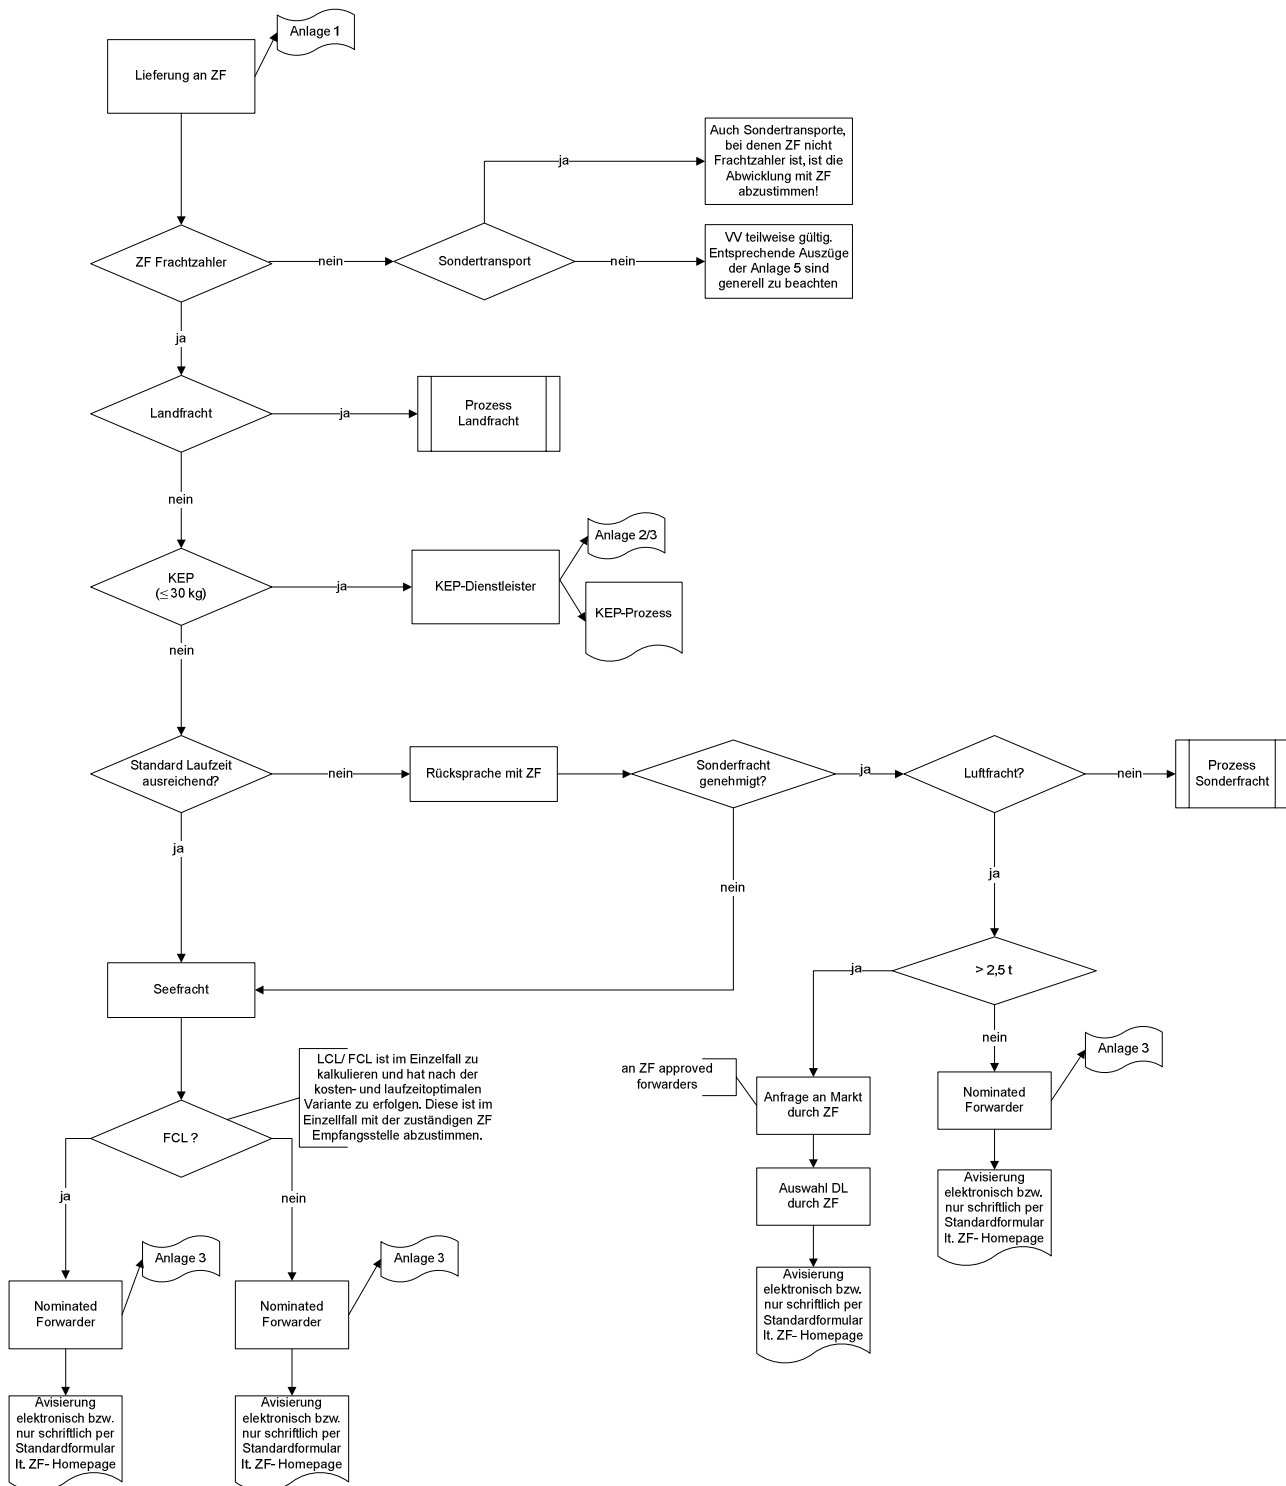 Anlage 1
Lieferung an ZF
Auch Sondertransporte,
bei denen ZF nicht
Frachtzahler ist, ist die
Abwicklung mit ZF
abzustimmen!
ja
ZF Frachtzahler
nein
Sondertransport
nein
VV teilweise gültig.
Entsprechende Auszüge
der Anlage 5 sind
generell zu beachten
ja
Landfracht
ja
Prozess
Landfracht
nein
Anlage 2/3
KEP
(≤ 30 kg)
ja
KEP-Dienstleister
KEP-Prozess
nein
Standard Laufzeit
ausreichend?
nein
Rücksprache mit ZF
Sonderfracht
genehmigt?
ja
Luftfracht?
nein
Prozess
Sonderfracht
ja
nein
ja
Seefracht
ja
> 2,5 t
nein
LCL/ FCL ist im Einzelfall zu
kalkulieren und hat nach der
kosten- und laufzeitoptimalen
Variante zu erfolgen. Diese ist im
Einzellfall mit der zuständigen ZF
Empfangsstelle abzustimmen.
an ZF approved
forwarders
Anfrage an Markt
durch ZF
Nominated
Forwarder
Anlage 3
FCL ?
ja
nein
Auswahl DL
durch ZF
Avisierung
elektronisch bzw.
nur schriftlich per
Standardformular
lt. ZF- Homepage
Anlage 3
Anlage 3
Nominated
Forwarder
Nominated
Forwarder
Avisierung
elektronisch bzw.
nur schriftlich per
Standardformular
lt. ZF- Homepage
Avisierung
elektronisch bzw.
nur schriftlich per
Standardformular
lt. ZF- Homepage
Avisierung
elektronisch bzw.
nur schriftlich per
Standardformular
lt. ZF- Homepage